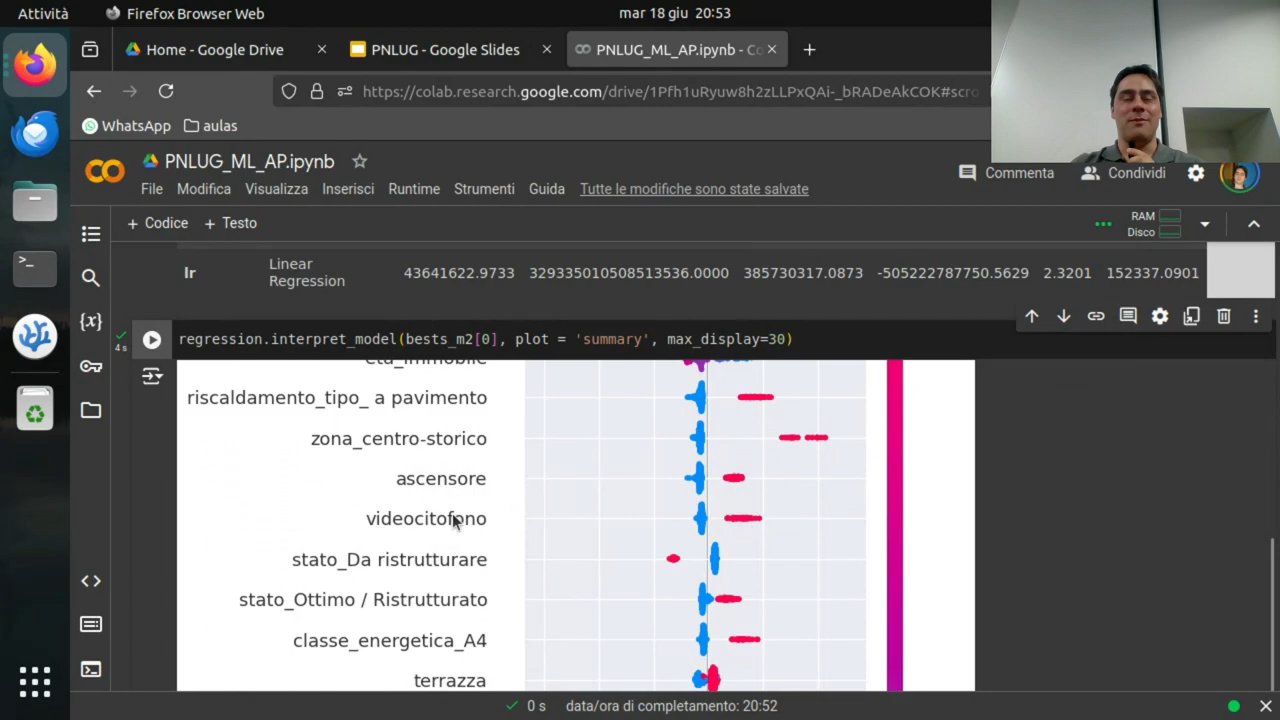 Attività
Firefox Browser Web
mar 18 giu 20:53
Home - Google Drive
PNLUG - Google Slides
PNLUG_ML_AP.ipynb - Co
https://colab.research.google.com/drive/1Pfh1uRyuw8h2zLLPxQAi-_bRADeAkCOK#scro
WhatsApp
aulas
PNLUG_ML_AP.ipynb
File Modifica Visualizza Inserisci Runtime Strumenti Guida Tutte le modifiche sono state salvate
Commenta
Condividi
+ Codice + Testo
RAM
Disco
lr
Linear
Regression
43641622.9733 3293350105085136.0000 385730317.0873 -505222787750.5629 2.3201 152337.0901
4 s
regression.interpret_model(bests_m2[0], plot = 'summary', max_display=30)
eta_immobile
riscaldamento_tipo_ a pavimento
zona_centro-storico
ascensore
videocitofono
stato_Da ristrutturare
stato_Ottimo / Ristrutturato
classe_energetica_A4
terrazza
0 s data/ora di completamento: 20:52